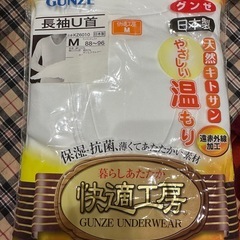 GUNZE
グンゼ
日本製
長袖U首
M
88~96
M
天然キトサン
やさしい温もり
遠赤外線
加工
保湿・抗菌、薄くてあたたかい素材
暮らしあたたか
快適工房
GUNZE UNDERWEAR